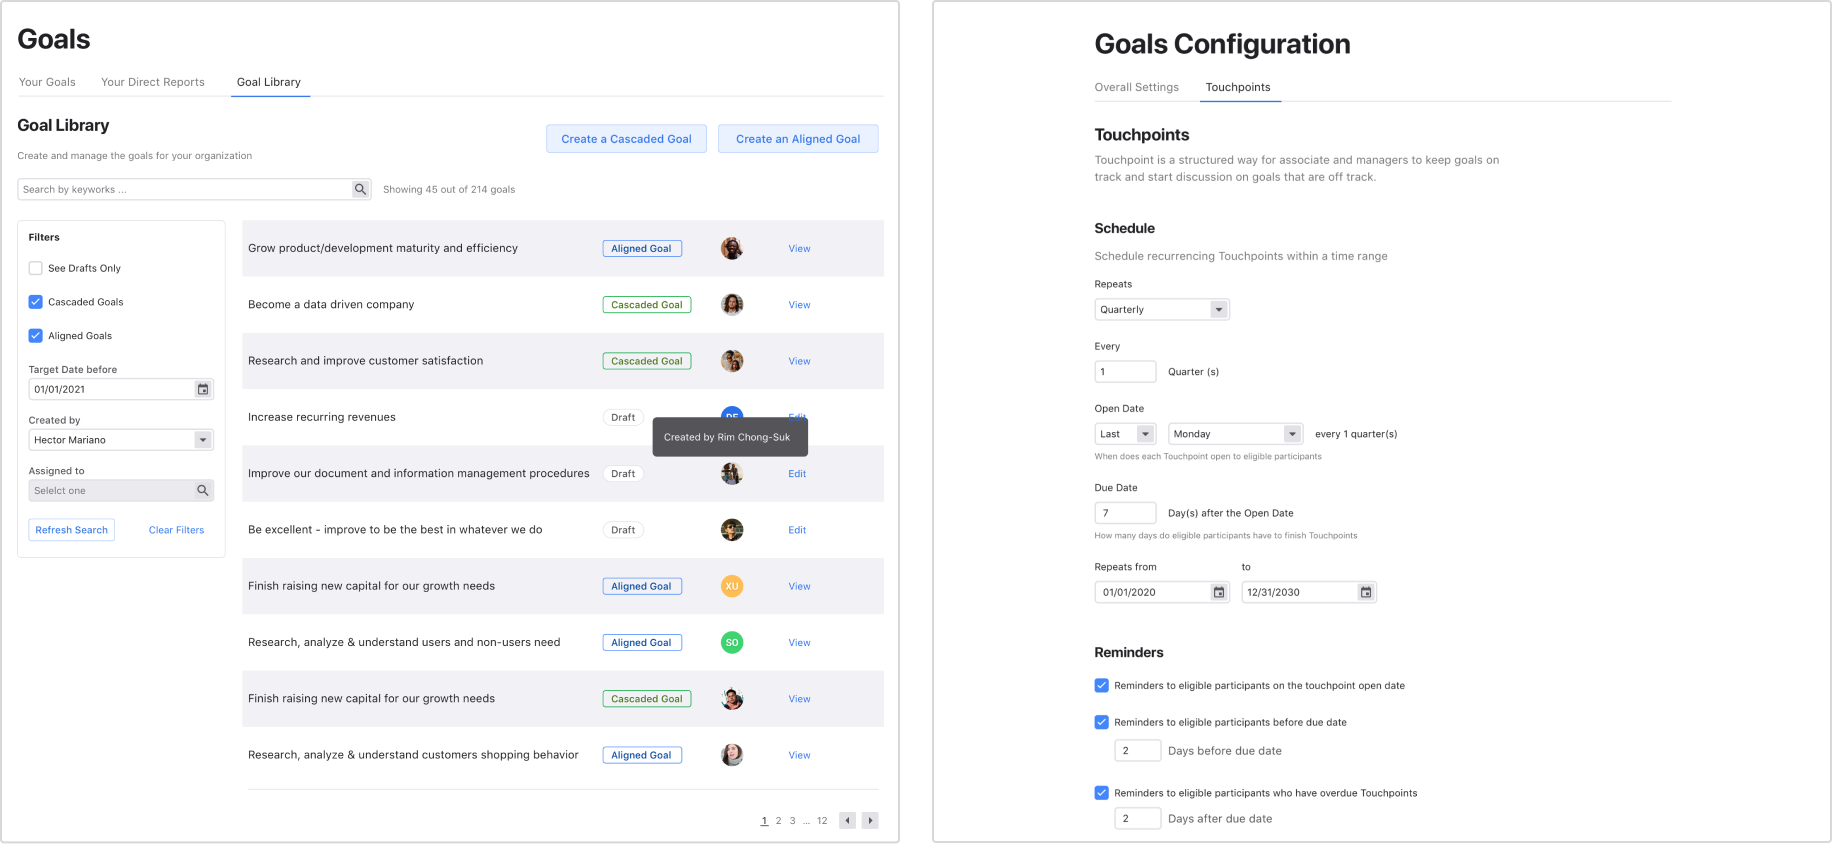 Goals
Your Goals Your Direct Reports Goal Library
Goal Library
Create and manage the goals for your organization
Create a Cascaded Goal Create an Aligned Goal
Search by keyworks ... Showing 45 out of 214 goals
Filters
See Drafts Only
Cascaded Goals
Aligned Goals
Target Date before
01/01/2021
Created by
Hector Mariano
Assigned to
Selelct one
Refresh Search Clear Filters
Grow product/development maturity and efficiency Aligned Goal View
Become a data driven company Cascaded Goal View
Research and improve customer satisfaction Cascaded Goal View
Increase recurring revenues Draft Edit
Created by Rim Chong-Suk
Improve our document and information management procedures Draft Edit
Be excellent - improve to be the best in whatever we do Draft Edit
Finish raising new capital for our growth needs Aligned Goal XU View
Research, analyze & understand users and non-users need Aligned Goal SO View
Finish raising new capital for our growth needs Cascaded Goal View
Research, analyze & understand customers shopping behavior Aligned Goal View
1 2 3 ... 12
Goals Configuration
Overall Settings Touchpoints
Touchpoints
Touchpoint is a structured way for associate and managers to keep goals on
track and start discussion on goals that are off track.
Schedule
Schedule recurrencing Touchpoints within a time range
Repeats
Quarterly
Every
1 Quarter (s)
Open Date
Last Monday every 1 quarter(s)
When does each Touchpoint open to eligible participants
Due Date
7 Day(s) after the Open Date
How many days do eligible participants have to finish Touchpoints
Repeats from to
01/01/2020 12/31/2030
Reminders
Reminders to eligible participants on the touchpoint open date
Reminders to eligible participants before due date
2 Days before due date
Reminders to eligible participants who have overdue Touchpoints
2 Days after due date